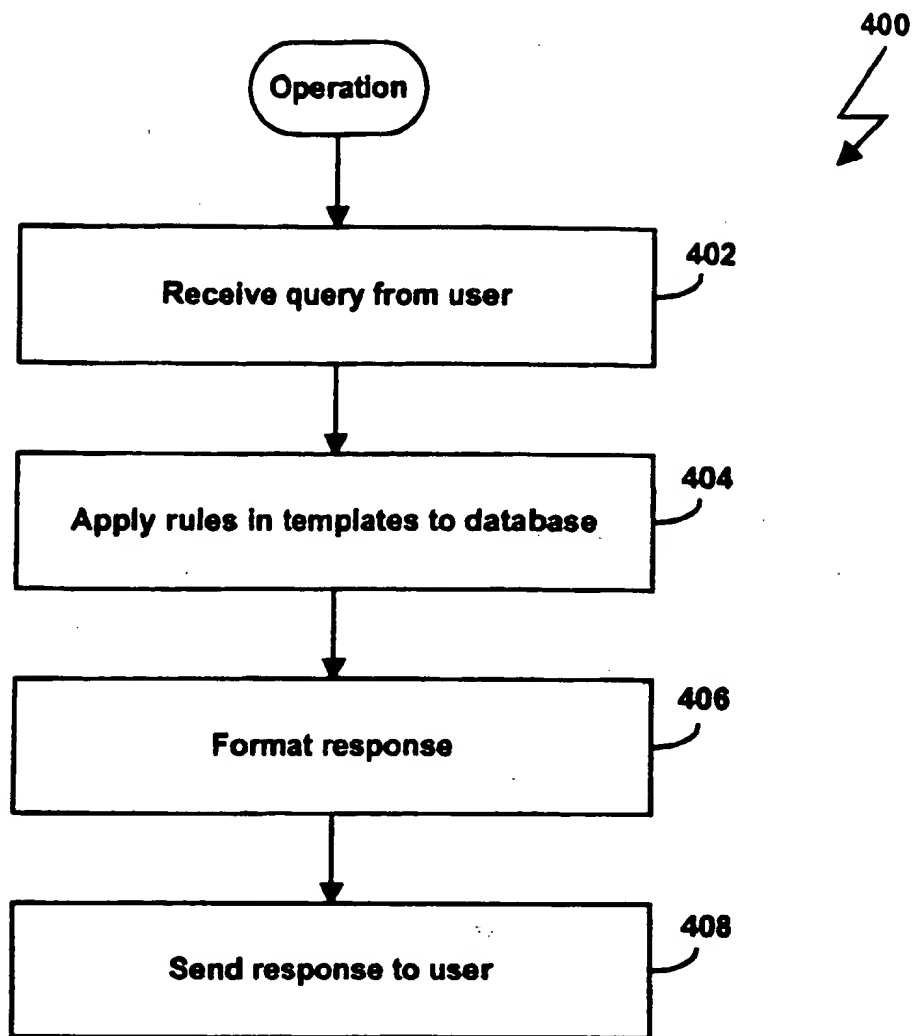 400
Operation
402
Receive query from user
404
Apply rules in templates to database
406
Format response
408
Send response to user